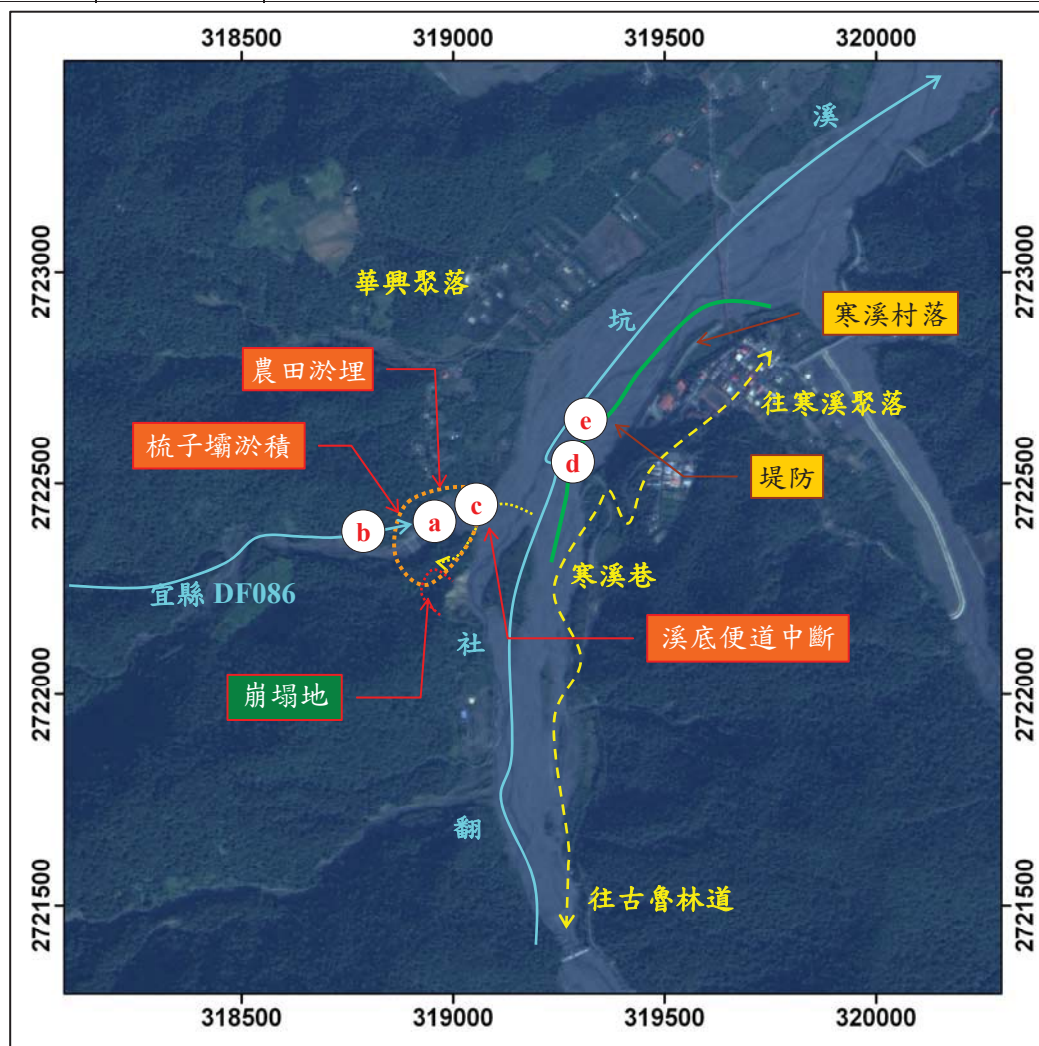 318500
319000
319500
320000
溪
2723000
2723000
華興聚落
寒溪村落
坑
農田淤埋
往寒溪聚落
梳子壩淤積
e
d
堤防
2722500
2722500
c
a
b
宜縣 DF086
寒溪巷
社
溪底便道中斷
崩塌地
2722000
2722000
翻
往古魯林道
2721500
2721500
318500
319000
319500
320000